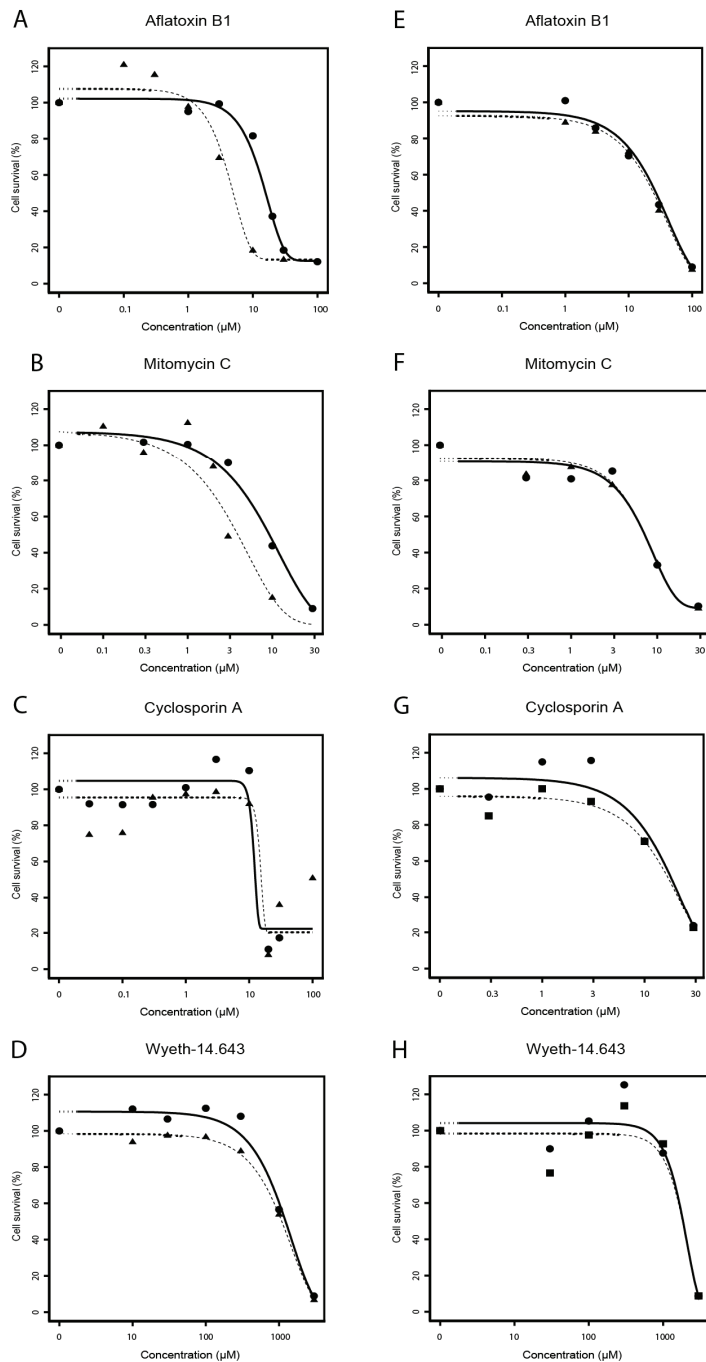 A
Aflatoxin B1
Cell survival (%)
0 20 40 60 80 100 120
0 0.1 1 10 100
Concentration (µM)
E
Aflatoxin B1
Cell survival (%)
0 20 40 60 80 100 120
0 0.1 1 10 100
Concentration (µM)
B
Mitomycin C
Cell survival (%)
0 20 40 60 80 100 120
0 0.1 0.3 1 3 10 30
Concentration (µM)
F
Mitomycin C
Cell survival (%)
0 20 40 60 80 100 120
0 0.1 0.3 1 3 10 30
Concentration (µM)
C
Cyclosporin A
Cell survival (%)
0 20 40 60 80 100 120
0 0.1 1 10 100
Concentration (µM)
G
Cyclosporin A
Cell survival (%)
0 20 40 60 80 100 120
0 0.3 1 3 10 30
Concentration (µM)
D
Wyeth-14.643
Cell survival (%)
0 20 40 60 80 100 120
0 10 100 1000
Concentration (µM)
H
Wyeth-14.643
Cell survival (%)
0 20 40 60 80 100 120
0 10 100 1000
Concentration (µM)